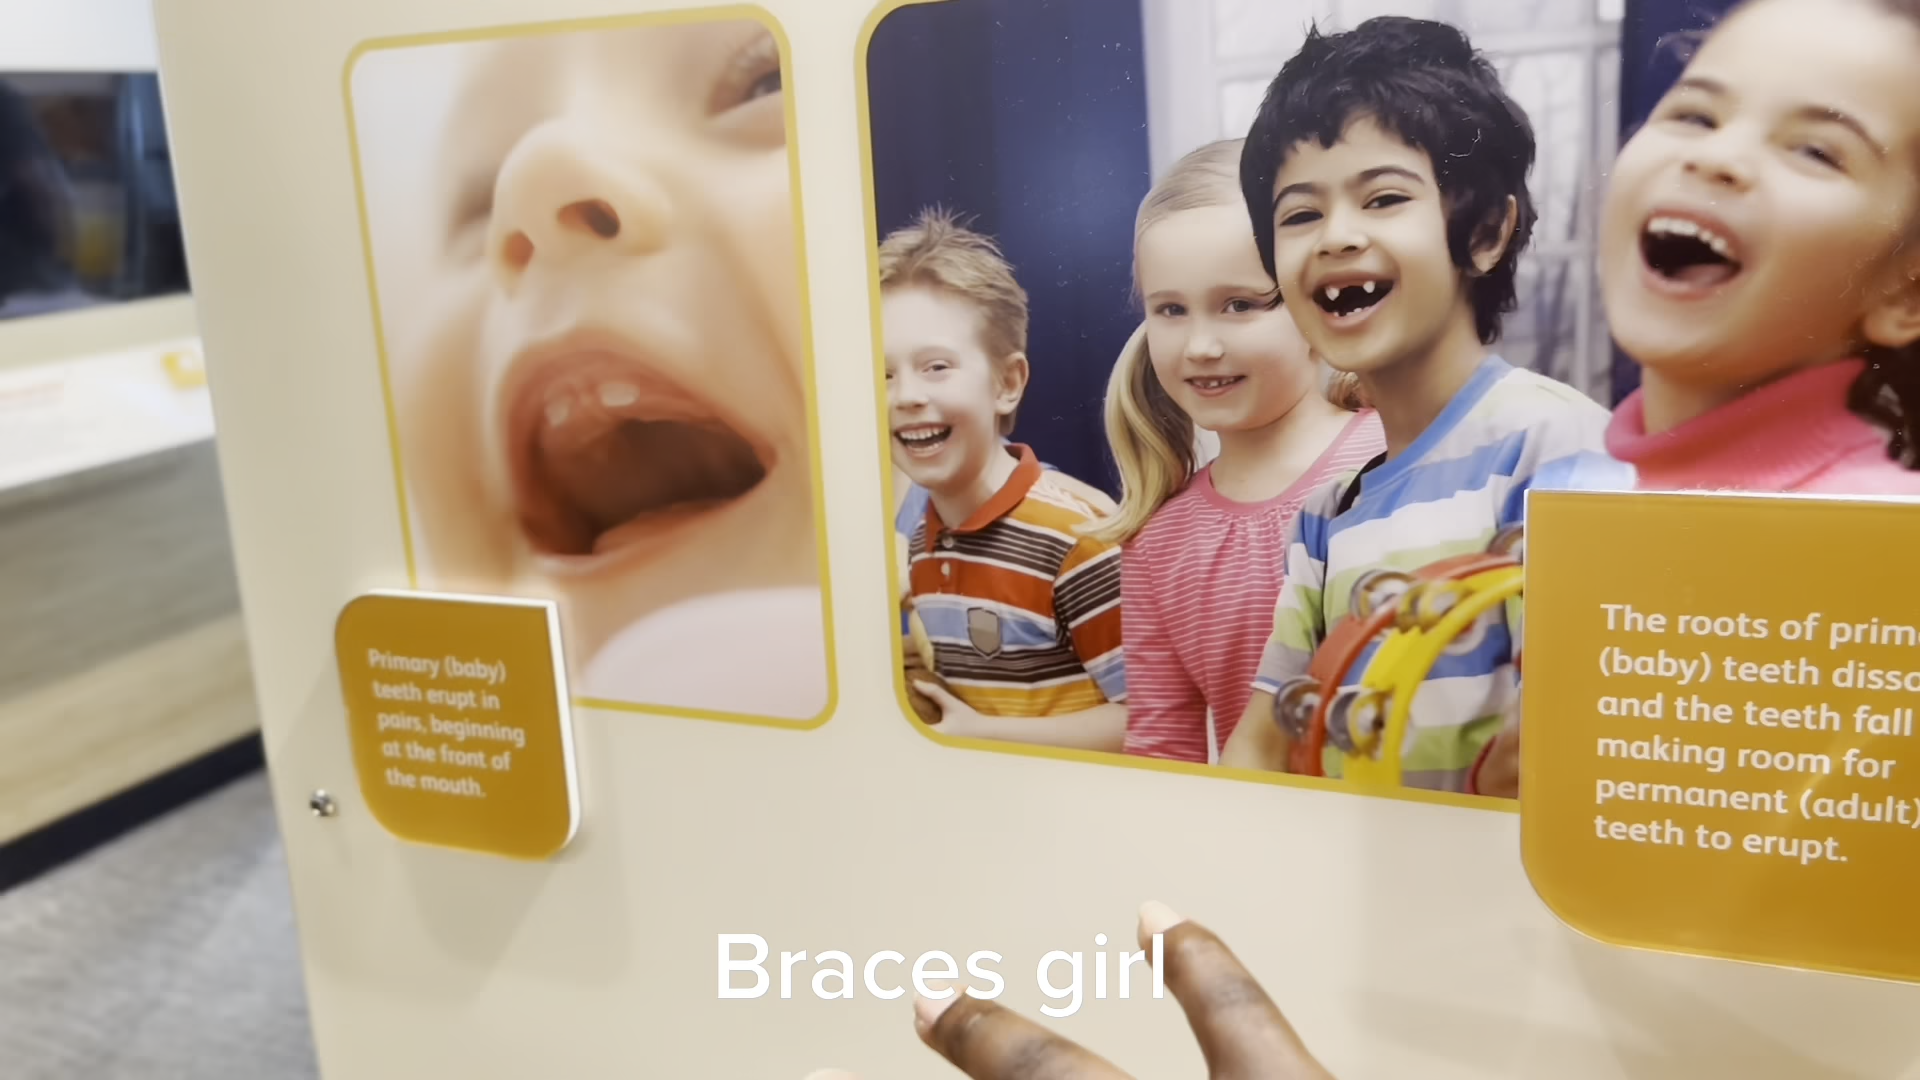 Primary (baby)
teeth erupt in
pairs, beginning
at the front of
the mouth.
The roots of prim
(baby) teeth disso
and the teeth fall
making room for
permanent (adult)
teeth to erupt.
Braces girl